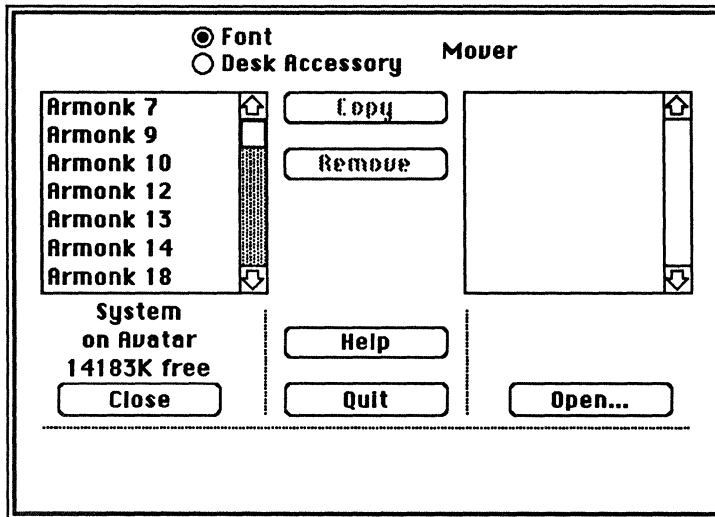 Font
Desk Accessory
Mover
Armonk 7
Armonk 9
Armonk 10
Armonk 12
Armonk 13
Armonk 14
Armonk 18
Copy
Remove
System
on Avatar
14183K free
Close
Help
Quit
Open...